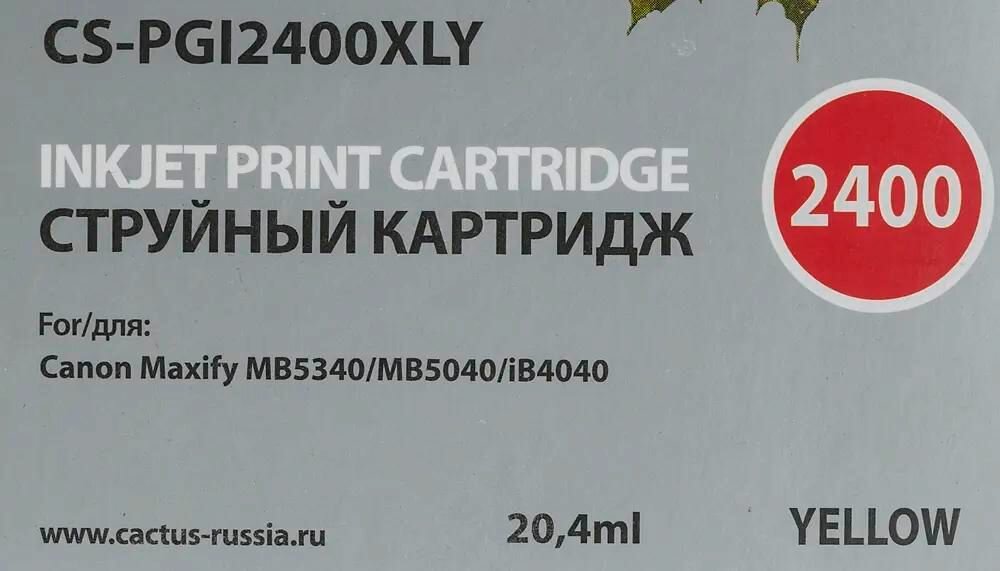 CS-PGI2400XLY
INKJET PRINT CARTRIDGE
СТРУЙНЫЙ КАРТРИДЖ
2400
For/для:
Canon Maxify MB5340/MB5040/iB4040
www.cactus-russia.ru
20,4ml
YELLOW